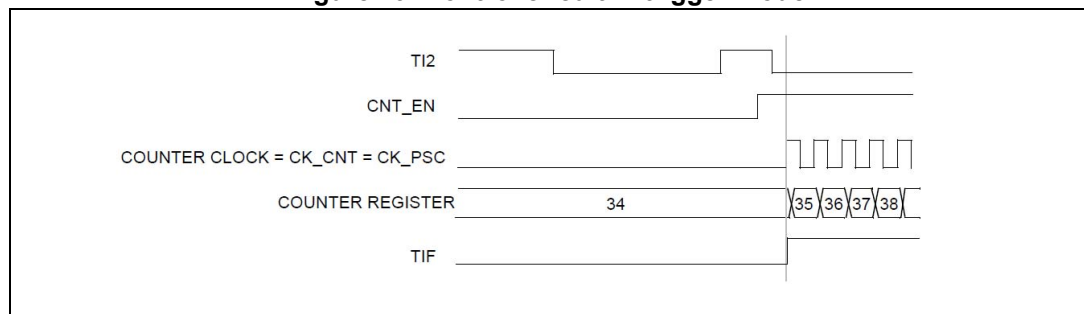 TI2
CNT_EN
COUNTER CLOCK = CK_CNT = CK_PSC
COUNTER REGISTER 34 35 36 37 38
TIF